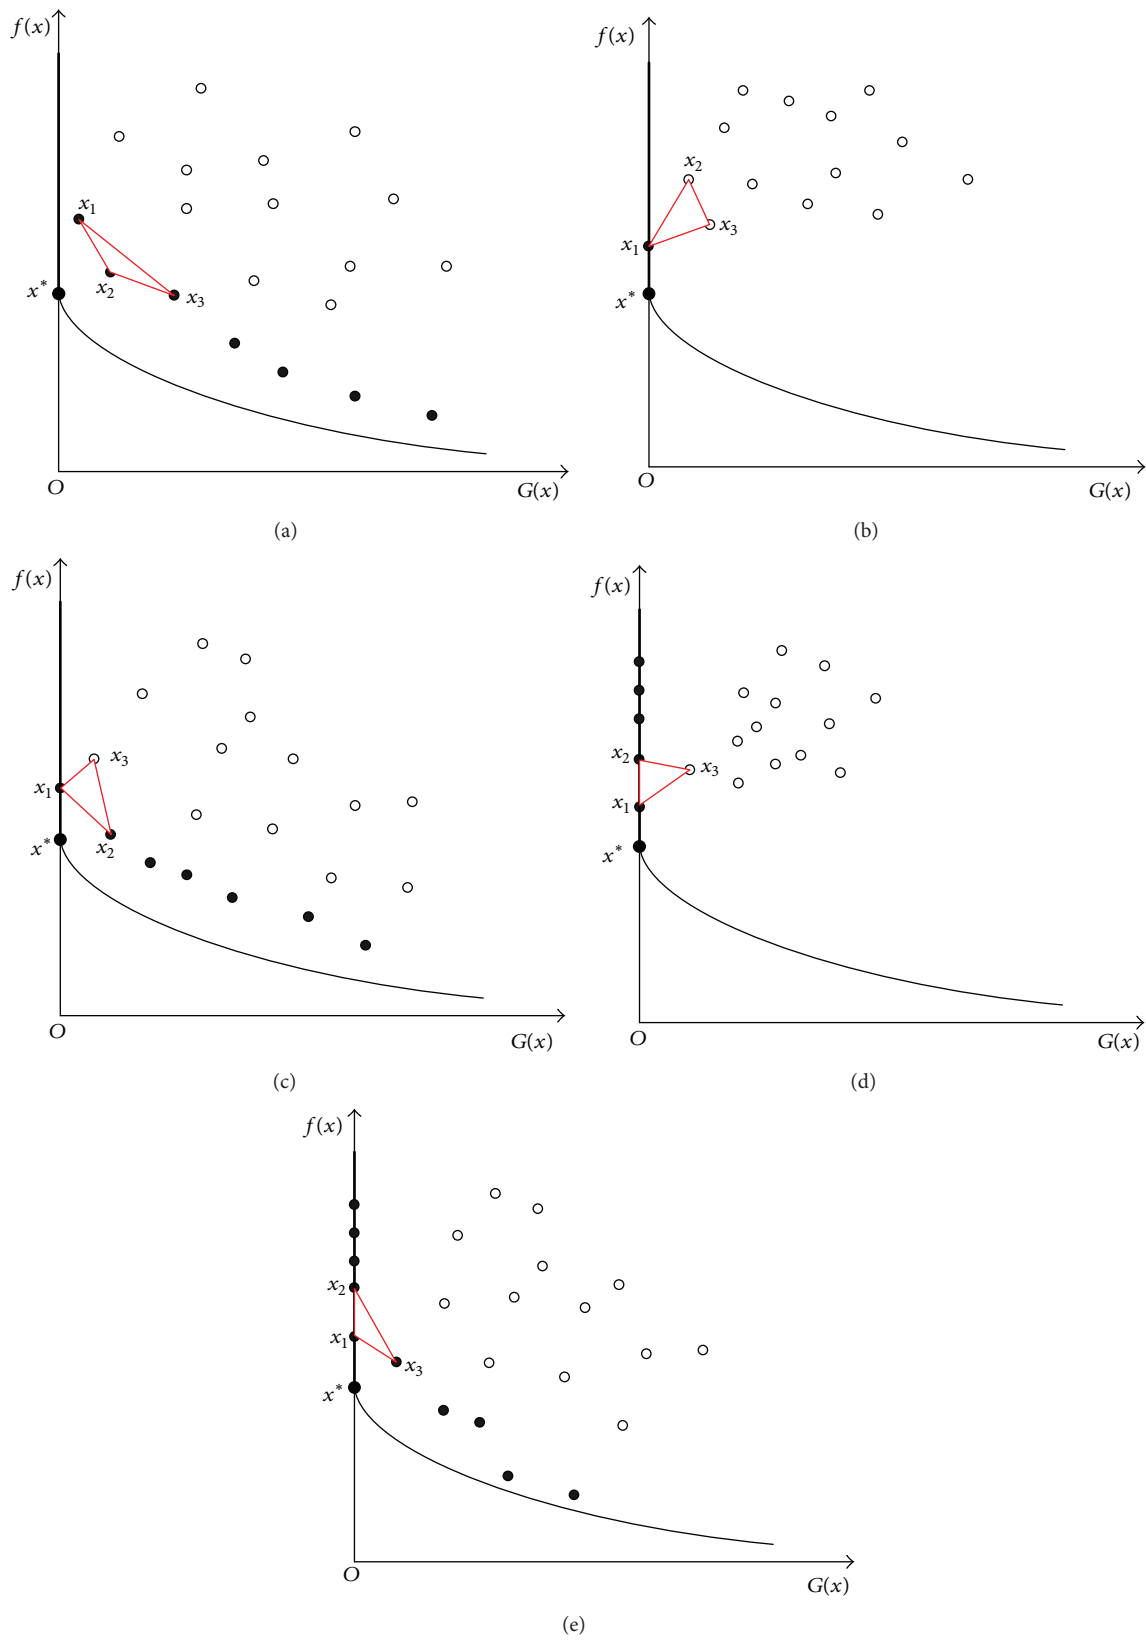 f(x)
x1
x2
x3
x*
O
G(x)
(a)
f(x)
x2
x3
x1
x*
O
G(x)
(b)
f(x)
x3
x1
x2
x*
O
G(x)
(c)
f(x)
x2
x3
x1
x*
O
G(x)
(d)
f(x)
x2
x1
x3
x*
O
G(x)
(e)